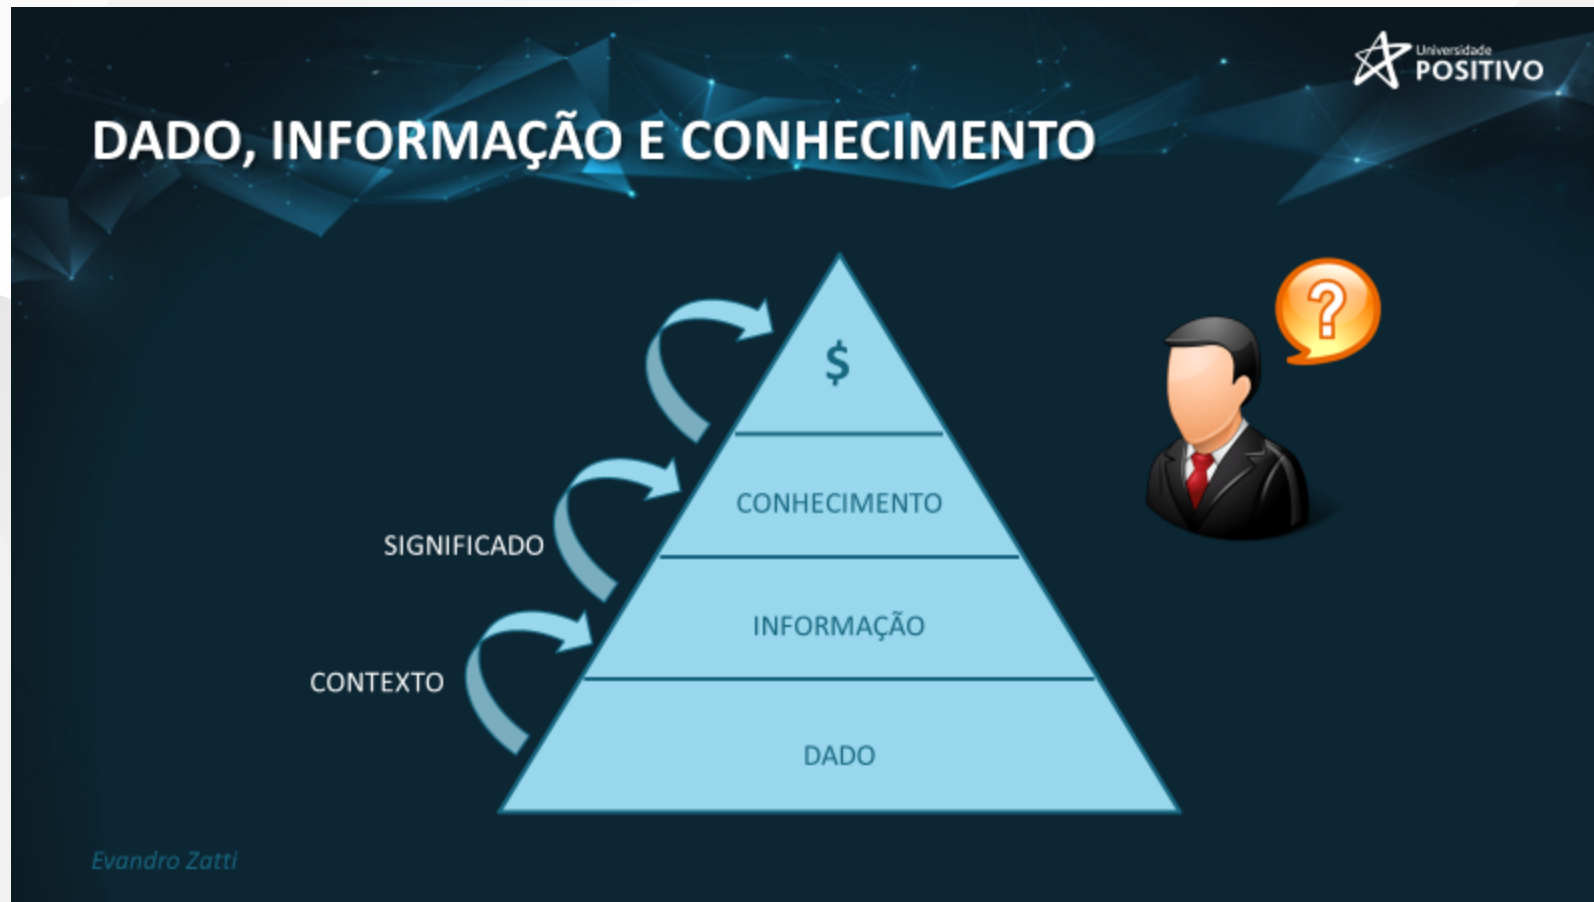 Universidade
POSITIVO
DADO, INFORMAÇÃO E CONHECIMENTO
?
$
CONHECIMENTO
SIGNIFICADO
INFORMAÇÃO
CONTEXTO
DADO
Evandro Zatti